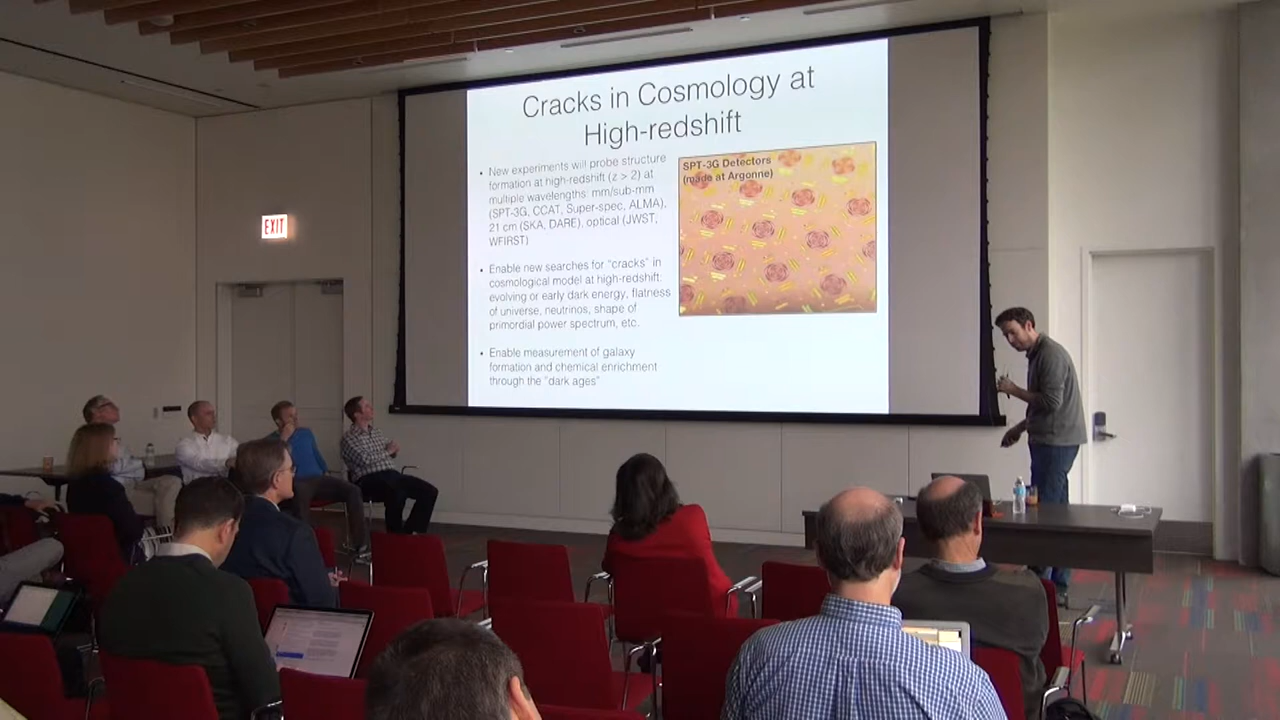 Cracks in Cosmology at
High-redshift
• New experiments will probe structure
formation at high-redshift (z > 2) at
multiple wavelengths: mm/sub-mm
(SPT-3G, CCAT, Super-spec, ALMA),
21 cm (SKA, DARE), optical (JWST,
WFIRST)
• Enable new searches for "cracks" in
cosmological model at high-redshift:
evolving or early dark energy, flatness
of universe, neutrinos, shape of
primordial power spectrum, etc.
• Enable measurement of galaxy
formation and chemical enrichment
through the "dark ages"
SPT-3G Detectors
(made at Argonne)
EXIT